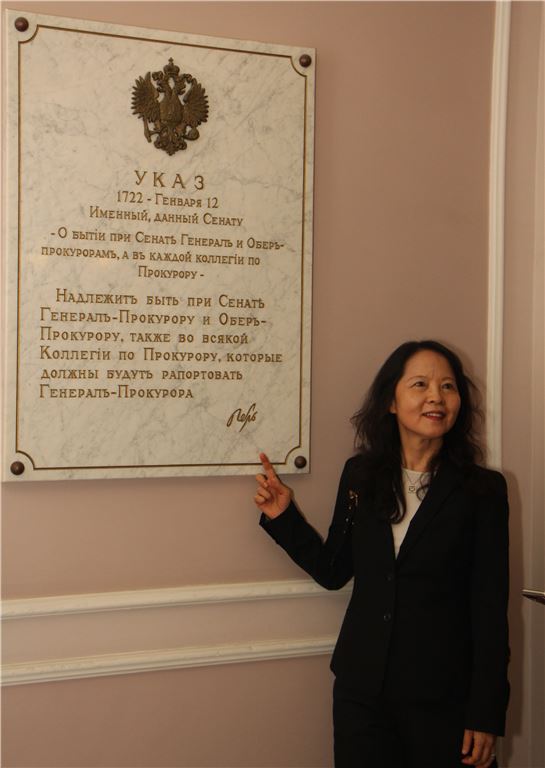 УКАЗ
1722 - Генваря 12
Именный, данный Сенату
- О бытіи при Сенатѣ Генералъ и Оберъ-
прокурорамъ, а въ каждой коллегіи по
Прокурору -
Надлежитъ быть при Сенатѣ
Генералъ-Прокурору и Оберъ-
Прокурору, также во всякой
Коллегіи по Прокурору, которые
должны будутъ рапортовать
Генералъ-Прокурора